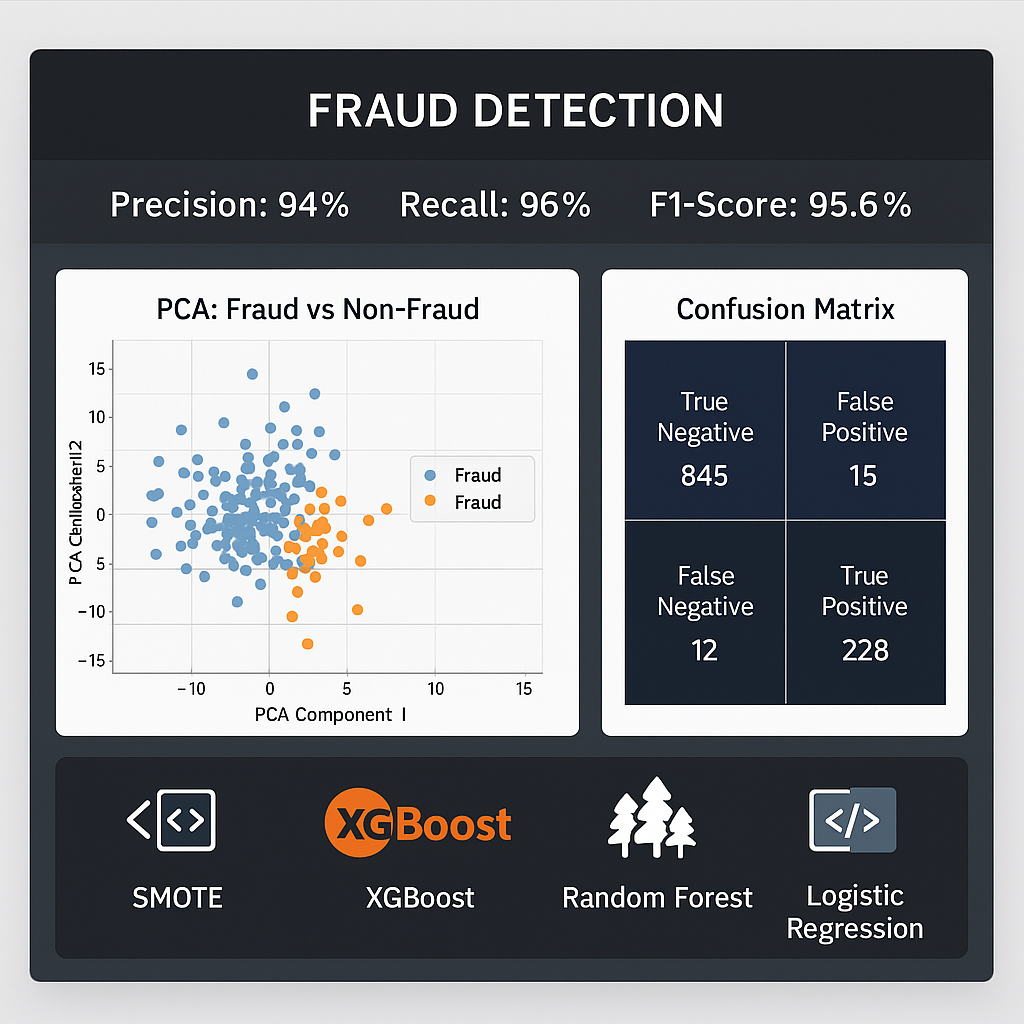 FRAUD DETECTION
Precision: 94% Recall: 96% F1-Score: 95.6%
PCA: Fraud vs Non-Fraud
15
10
5
0
5
−10
−15
PCA
−10 0 5 10 15
PCA Component I
Fraud
Fraud
Confusion Matrix
True
Negative
845
False
Positive
15
False
Negative
12
True
Positive
228
<<> XGBoost </>
SMOTE
XGBoost
Random Forest
Logistic
Regression